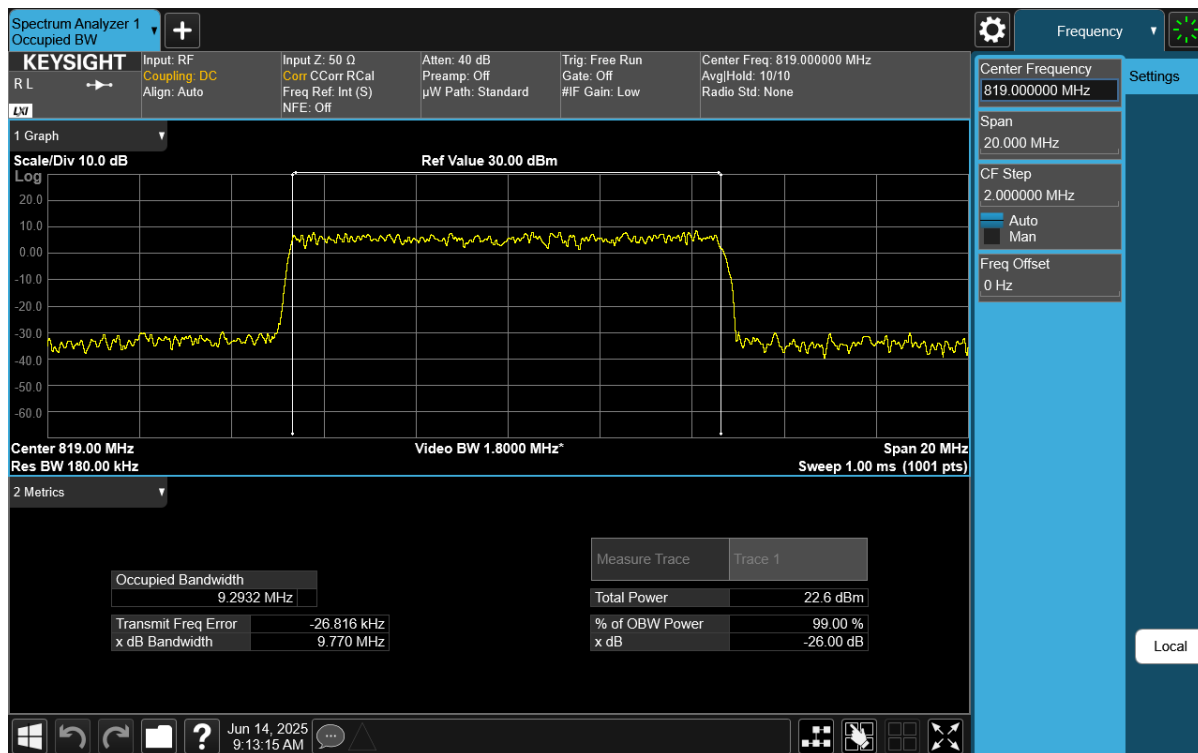 Spectrum Analyzer 1
Occupied BW
Frequency
KEYSIGHT
R L
LXI
Input: RF
Coupling: DC
Align: Auto
Input Z: 50 Ω
Corr CCorr RCal
Freq Ref: Int (S)
NFE: Off
Atten: 40 dB
Preamp: Off
µW Path: Standard
Trig: Free Run
Gate: Off
#IF Gain: Low
Center Freq: 819.000000 MHz
Avg|Hold: 10/10
Radio Std: None
Center Frequency
819.000000 MHz
Settings
Span
20.000 MHz
CF Step
2.000000 MHz
Auto
Man
Freq Offset
0 Hz
1 Graph
Scale/Div 10.0 dB
Ref Value 30.00 dBm
Log
20.0
10.0
0.00
-10.0
-20.0
-30.0
-40.0
-50.0
-60.0
Center 819.00 MHz
Video BW 1.8000 MHz*
Span 20 MHz
Res BW 180.00 kHz
Sweep 1.00 ms (1001 pts)
2 Metrics
Measure Trace Trace 1
Occupied Bandwidth
9.2932 MHz
Total Power 22.6 dBm
Transmit Freq Error -26.816 kHz
% of OBW Power 99.00 %
x dB Bandwidth 9.770 MHz
x dB -26.00 dB
Local
?
Jun 14, 2025
9:13:15 AM